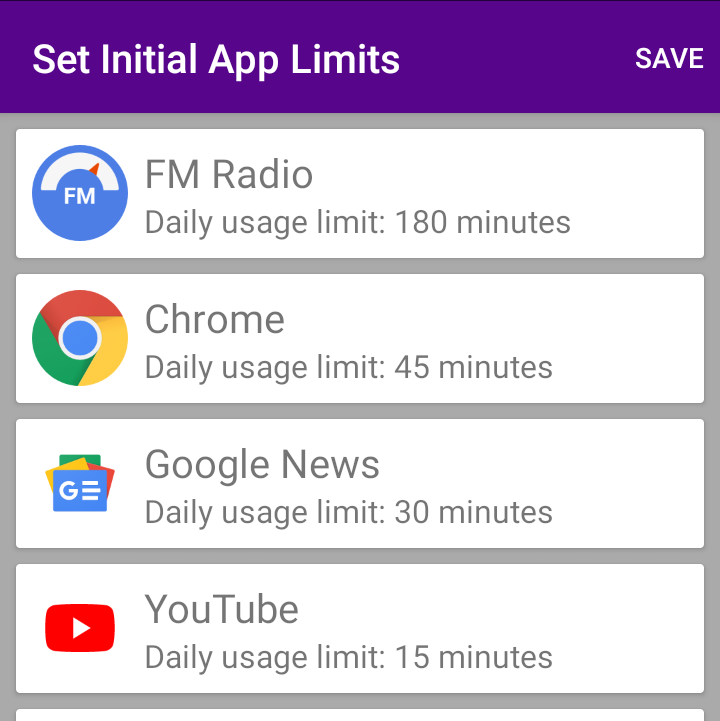 Set Initial App Limits
SAVE
FM
FM Radio
Daily usage limit: 180 minutes
Chrome
Daily usage limit: 45 minutes
G
Google News
Daily usage limit: 30 minutes
YouTube
Daily usage limit: 15 minutes